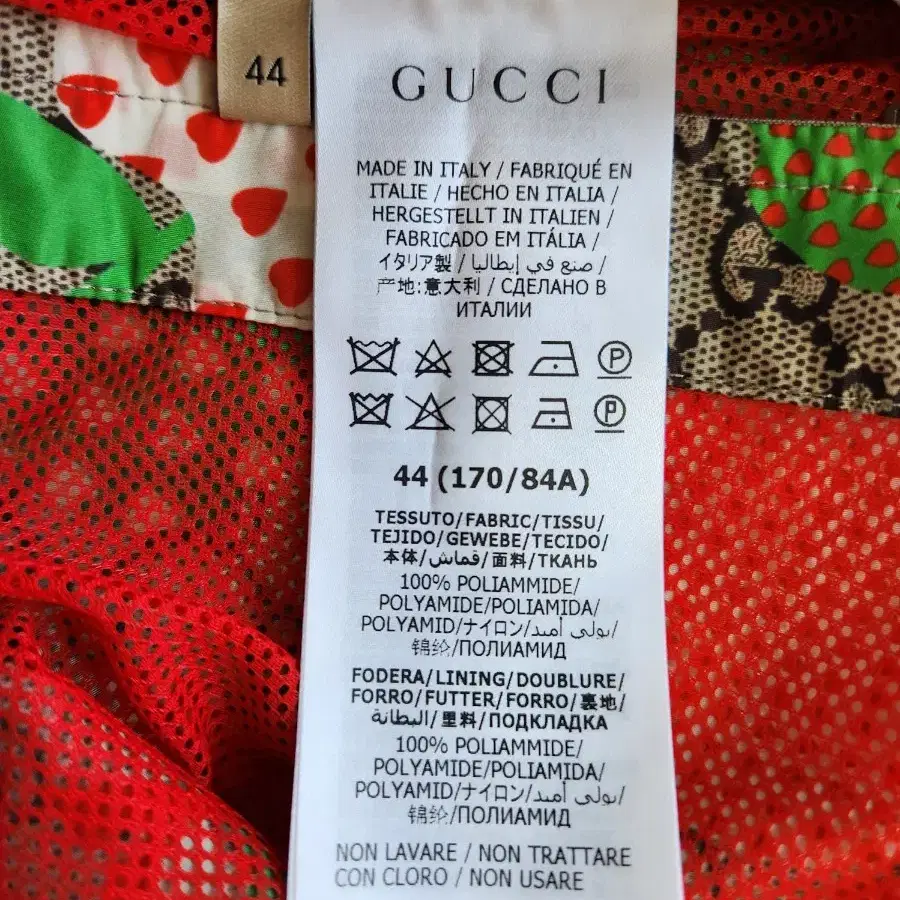 44
GUCCI
MADE IN ITALY / FABRIQUÉ EN
ITALIE / HECHO EN ITALIA /
HERGESTELLT IN ITALIEN /
FABRICADO EM ITÁLIA /
イタリア製 / صنع في إيطاليا /
产地:意大利 / СДЕЛАНО В
ИТАЛИИ
P
P
44 (170/84A)
TESSUTO/FABRIC/TISSU/
TEJIDO/GEWEBE/TECIDO/
本体/قماش/面料/ТКАНЬ
100% POLIAMMIDE/
POLYAMIDE/POLIAMIDA/
POLYAMID/ナイロン/بولي أميد/
锦纶/ПОЛИАМИД
FODERA/LINING/DOUBLURE/
FORRO/FUTTER/FORRO/裏地/
البطانة/里料/ПОДКЛАДКА
100% POLIAMMIDE/
POLYAMIDE/POLIAMIDA/
POLYAMID/ナイロン/بولي أميد/
锦纶/ПОЛИАМИД
NON LAVARE / NON TRATTARE
CON CLORO / NON USARE